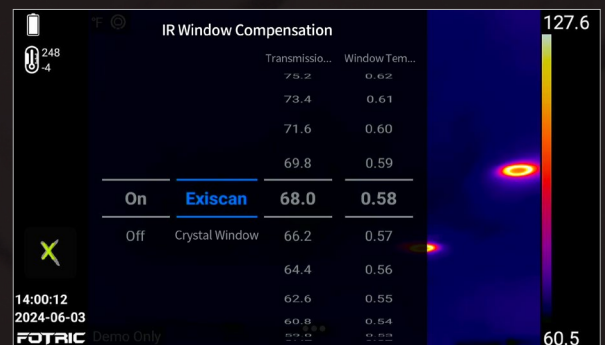 °F
IR Window Compensation
127.6
248
-4
Transmissio... Window Tem...
75.2 0.62
73.4 0.61
71.6 0.60
69.8 0.59
On Exiscan 68.0 0.58
Off Crystal Window 66.2 0.57
64.4 0.56
14:00:12
62.6 0.55
2024-06-03
60.8 0.54
FOTRIC Demo Only
60.5